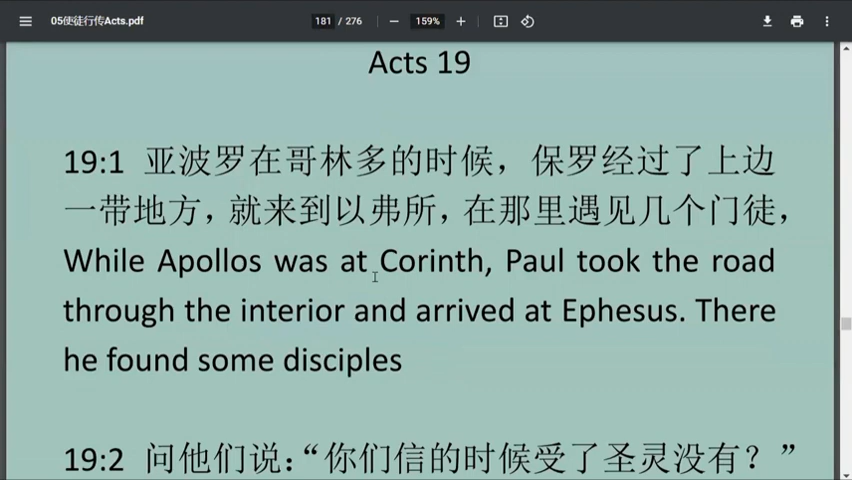 05使徒行传Acts.pdf
181 / 276
159%
Acts 19
19:1 亚波罗在哥林多的时候，保罗经过了上边
一带地方，就来到以弗所，在那里遇见几个门徒，
While Apollos was at Corinth, Paul took the road
through the interior and arrived at Ephesus. There
he found some disciples
19:2 问他们说：“你们信的时候受了圣灵没有？”